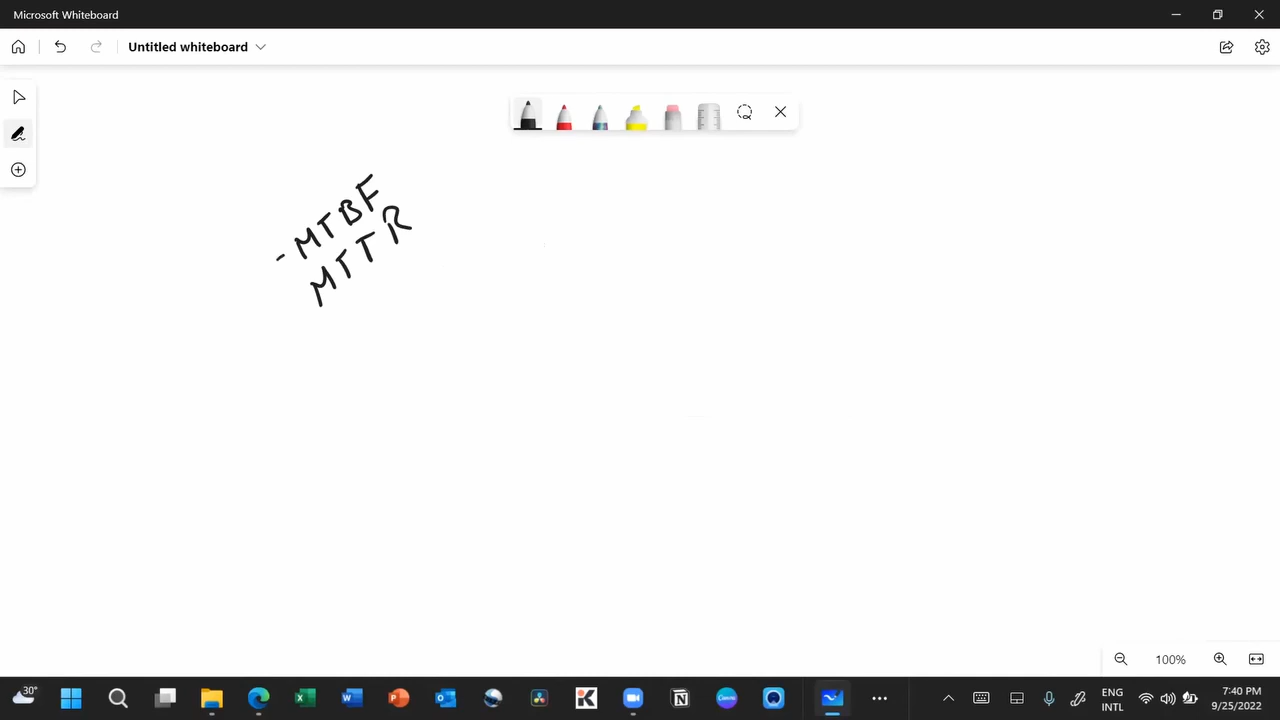 Microsoft Whiteboard
Untitled whiteboard
- MTBF
MTTR
100%
30°
ENG
INTL
7:40 PM
9/25/2022